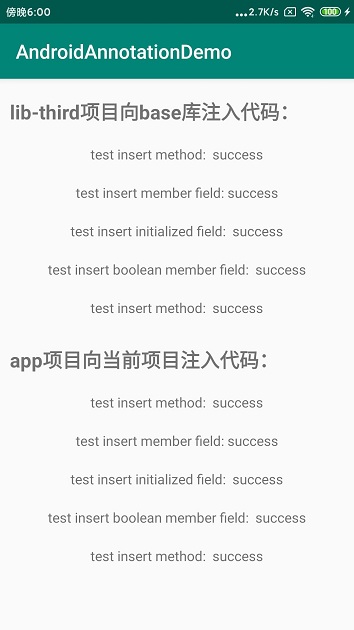 傍晚6:00 ...2.7K/s 100
AndroidAnnotationDemo
lib-third项目向base库注入代码：
test insert method: success
test insert member field: success
test insert initialized field: success
test insert boolean member field: success
test insert method: success
app项目向当前项目注入代码：
test insert method: success
test insert member field: success
test insert initialized field: success
test insert boolean member field: success
test insert method: success